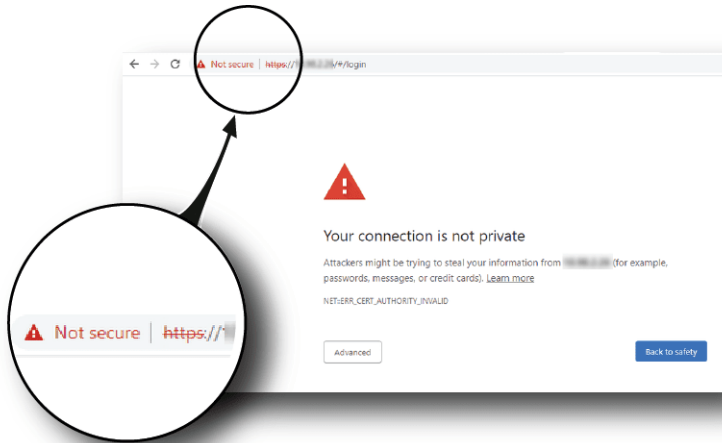 Not secure | https:// /#/login
Your connection is not private
Attackers might be trying to steal your information from (for example,
passwords, messages, or credit cards). Learn more
NET::ERR_CERT_AUTHORITY_INVALID
Advanced
Back to safety
Not secure | https://